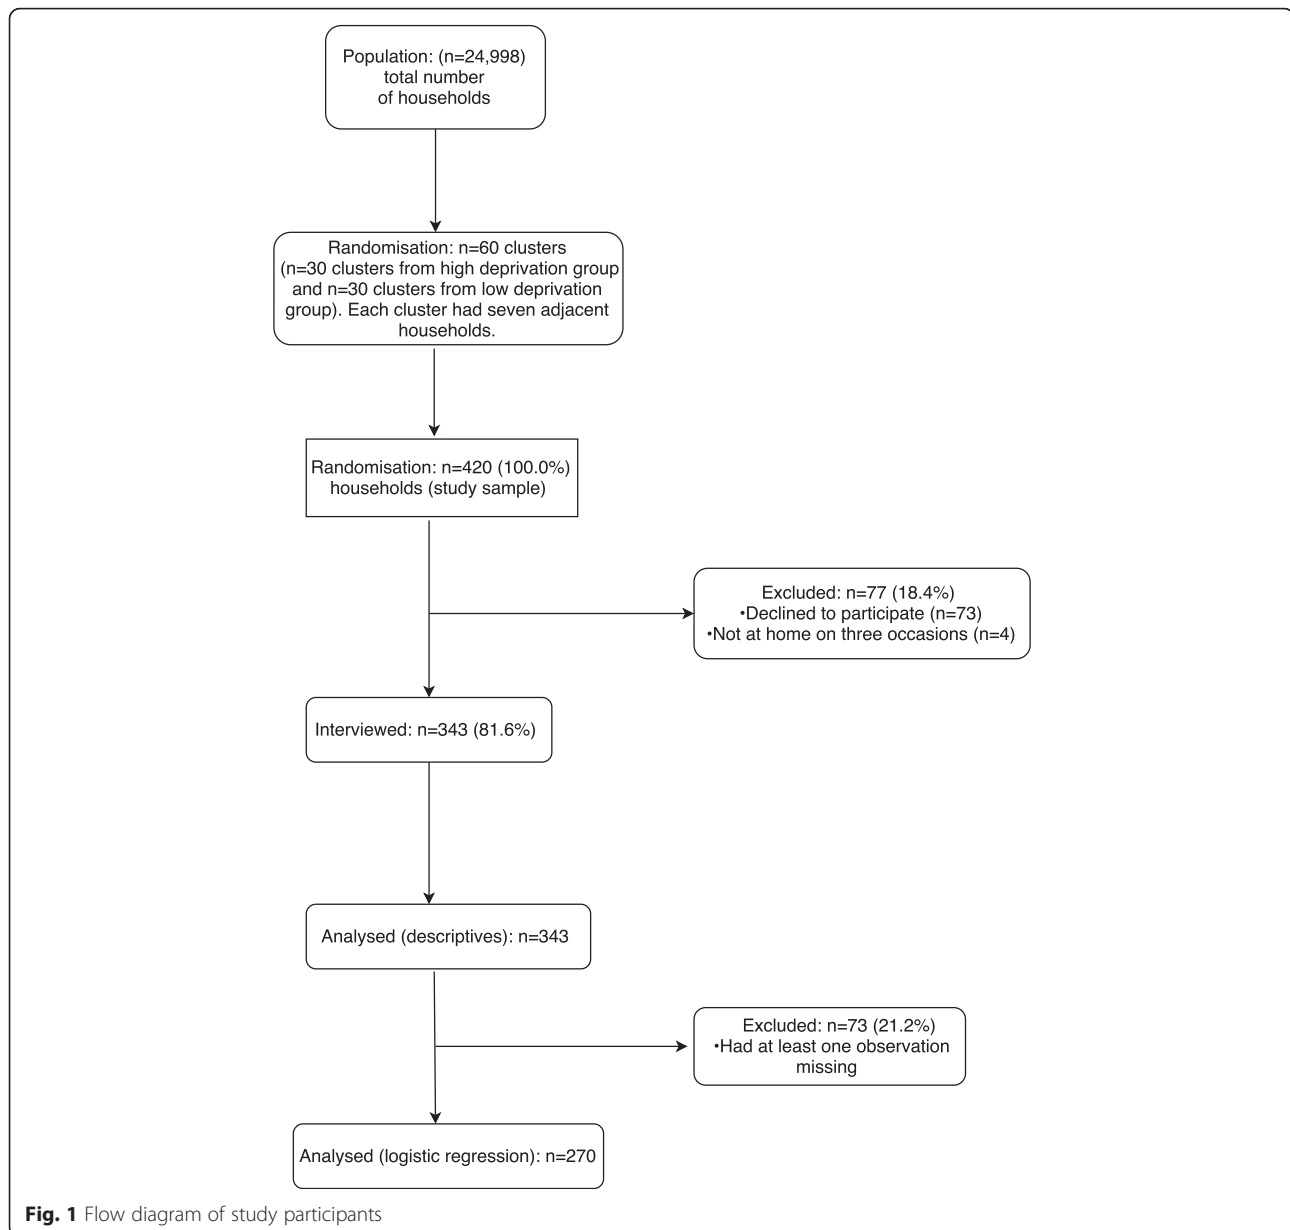 Population: (n=24,998)
total number
of households
Randomisation: n=60 clusters
(n=30 clusters from high deprivation group
and n=30 clusters from low deprivation
group). Each cluster had seven adjacent
households.
Randomisation: n=420 (100.0%)
households (study sample)
Excluded: n=77 (18.4%)
•Declined to participate (n=73)
•Not at home on three occasions (n=4)
Interviewed: n=343 (81.6%)
Analysed (descriptives): n=343
Excluded: n=73 (21.2%)
•Had at least one observation
missing
Analysed (logistic regression): n=270
Fig. 1 Flow diagram of study participants